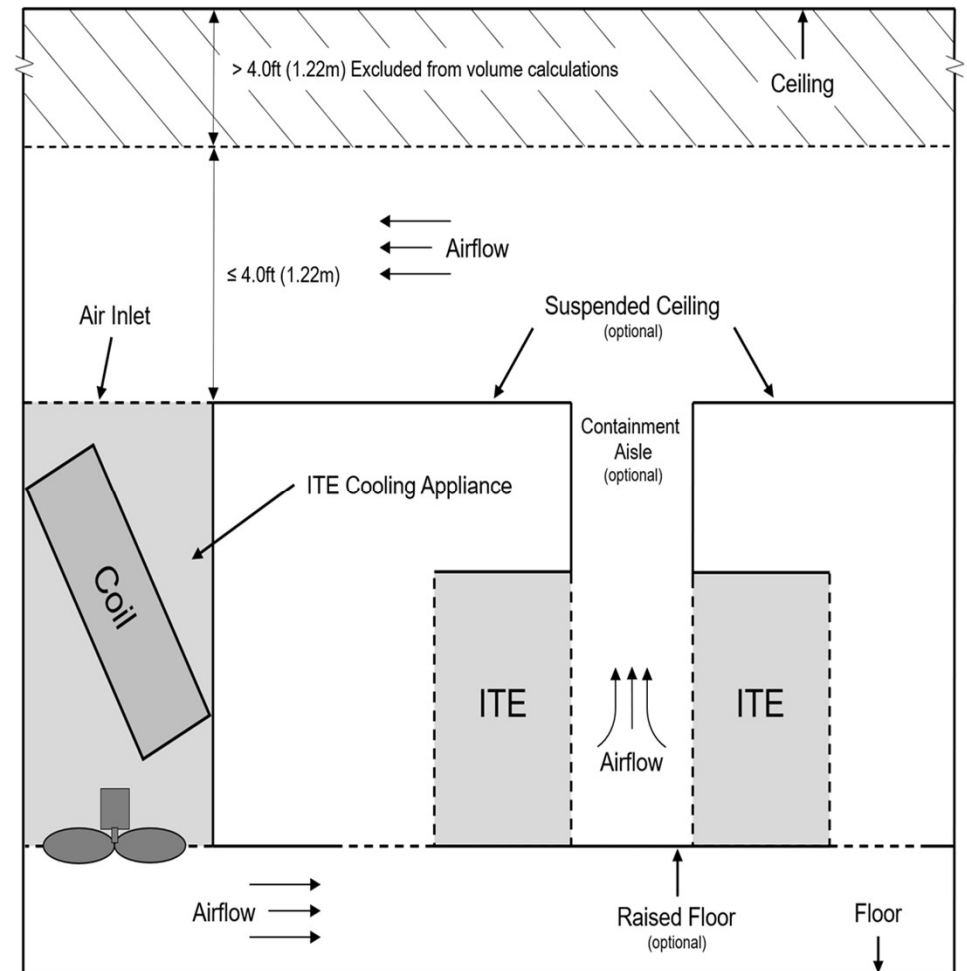 > 4.0ft (1.22m) Excluded from volume calculations
Ceiling
Airflow
≤ 4.0ft (1.22m)
Air Inlet
Suspended Ceiling
(optional)
Containment
Aisle
(optional)
ITE Cooling Appliance
Coil
ITE
ITE
Airflow
Airflow
Raised Floor
(optional)
Floor